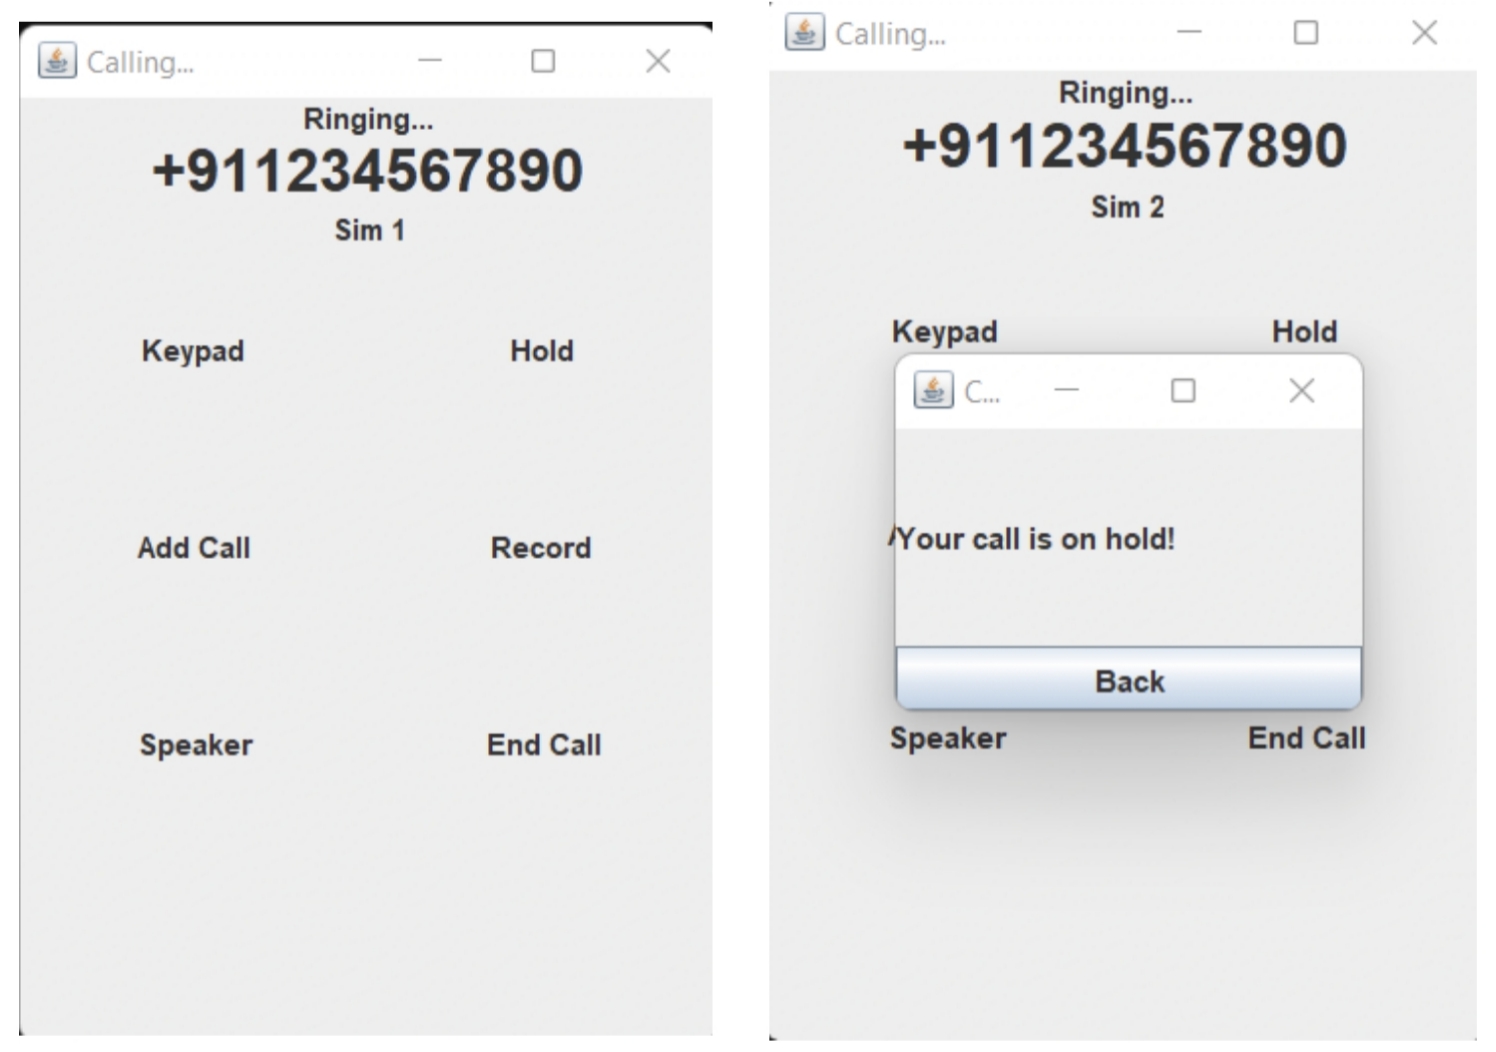 Calling...
Ringing...
+911234567890
Sim 1
Keypad Hold
Add Call Record
Speaker End Call
Calling...
Ringing...
+911234567890
Sim 2
Keypad Hold
C...
Your call is on hold!
Back
Speaker End Call